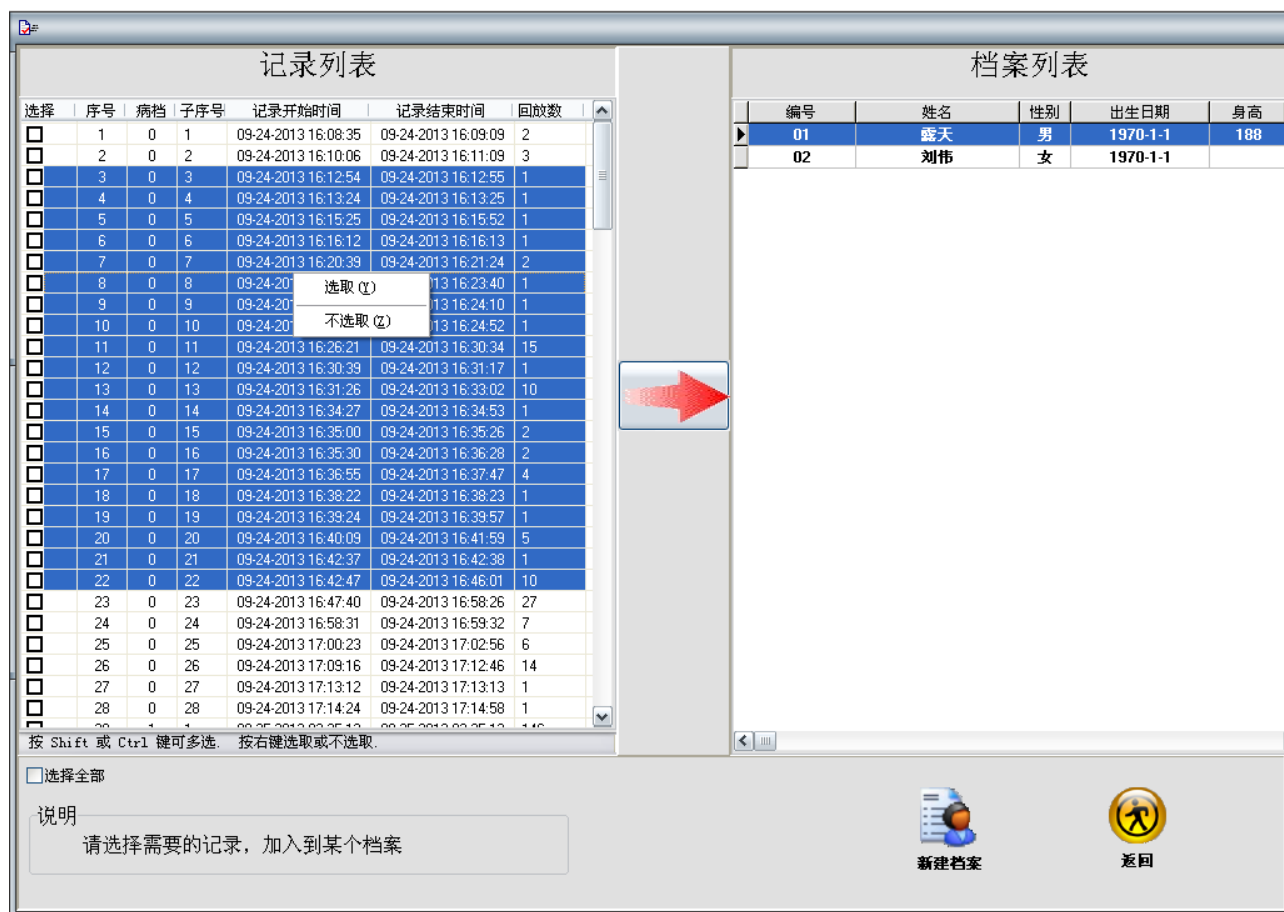 记录列表
选择 序号 病档 子序号 记录开始时间 记录结束时间 回放数
1 0 1 09-24-2013 16:08:35 09-24-2013 16:09:09 2
2 0 2 09-24-2013 16:10:06 09-24-2013 16:11:09 3
3 0 3 09-24-2013 16:12:54 09-24-2013 16:12:55 1
4 0 4 09-24-2013 16:13:24 09-24-2013 16:13:25 1
5 0 5 09-24-2013 16:15:25 09-24-2013 16:15:52 1
6 0 6 09-24-2013 16:16:12 09-24-2013 16:16:13 1
7 0 7 09-24-2013 16:20:39 09-24-2013 16:21:24 2
8 0 8 09-24-20 13 16:23:40 1
9 0 9 09-24-20 13 16:24:10 1
10 0 10 09-24-20 13 16:24:52 1
选取(Y)
不选取(Z)
11 0 11 09-24-2013 16:26:21 09-24-2013 16:30:34 15
12 0 12 09-24-2013 16:30:39 09-24-2013 16:31:17 1
13 0 13 09-24-2013 16:31:26 09-24-2013 16:33:02 10
14 0 14 09-24-2013 16:34:27 09-24-2013 16:34:53 1
15 0 15 09-24-2013 16:35:00 09-24-2013 16:35:26 2
16 0 16 09-24-2013 16:35:30 09-24-2013 16:36:28 2
17 0 17 09-24-2013 16:36:55 09-24-2013 16:37:47 4
18 0 18 09-24-2013 16:38:22 09-24-2013 16:38:23 1
19 0 19 09-24-2013 16:39:24 09-24-2013 16:39:57 1
20 0 20 09-24-2013 16:40:09 09-24-2013 16:41:59 5
21 0 21 09-24-2013 16:42:37 09-24-2013 16:42:38 1
22 0 22 09-24-2013 16:42:47 09-24-2013 16:46:01 10
23 0 23 09-24-2013 16:47:40 09-24-2013 16:58:26 27
24 0 24 09-24-2013 16:58:31 09-24-2013 16:59:32 7
25 0 25 09-24-2013 17:00:23 09-24-2013 17:02:56 6
26 0 26 09-24-2013 17:09:16 09-24-2013 17:12:46 14
27 0 27 09-24-2013 17:13:12 09-24-2013 17:13:13 1
28 0 28 09-24-2013 17:14:24 09-24-2013 17:14:58 1
按 Shift 或 Ctrl 键可多选. 按右键选取或不选取.
选择全部
说明
请选择需要的记录，加入到某个档案
档案列表
编号 姓名 性别 出生日期 身高
01 露天 男 1970-1-1 188
02 刘伟 女 1970-1-1
新建档案
返回